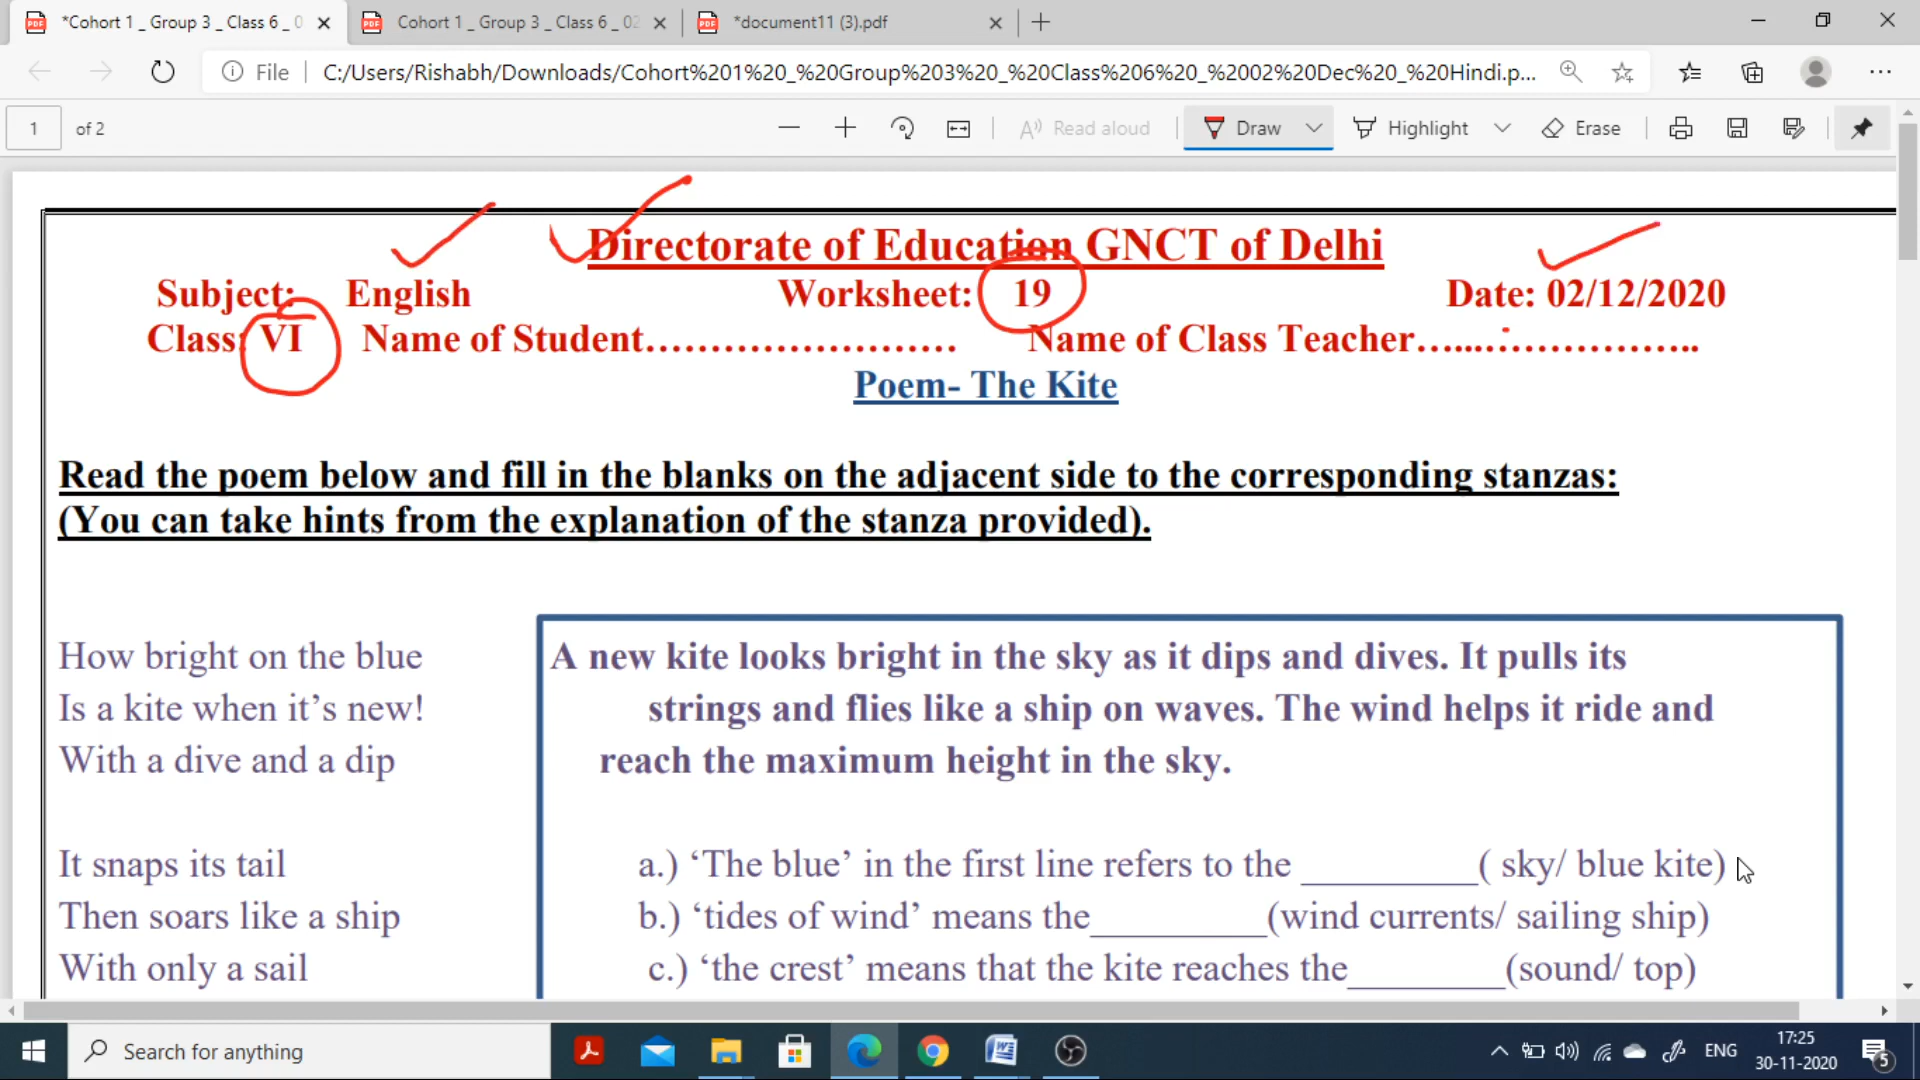 *Cohort 1 _ Group 3 _ Class 6 _ 0
Cohort 1 _ Group 3 _ Class 6 _ 02
*document11 (3).pdf
File
C:/Users/Rishabh/Downloads/Cohort%201%20_%20Group%203%20_%20Class%206%20_%2002%20Dec%20_%20Hindi.p...
1 of 2
Read aloud
Draw
Highlight
Erase
Directorate of Education GNCT of Delhi
Subject: English Worksheet: 19 Date: 02/12/2020
Class: VI Name of Student........................ Name of Class Teacher.......................
Poem- The Kite
Read the poem below and fill in the blanks on the adjacent side to the corresponding stanzas:
(You can take hints from the explanation of the stanza provided).
How bright on the blue
Is a kite when it’s new!
With a dive and a dip
It snaps its tail
Then soars like a ship
With only a sail
A new kite looks bright in the sky as it dips and dives. It pulls its
strings and flies like a ship on waves. The wind helps it ride and
reach the maximum height in the sky.
a.) ‘The blue’ in the first line refers to the _________( sky/ blue kite)
b.) ‘tides of wind’ means the_________(wind currents/ sailing ship)
c.) ‘the crest’ means that the kite reaches the________(sound/ top)
Search for anything
ENG
17:25
30-11-2020
5